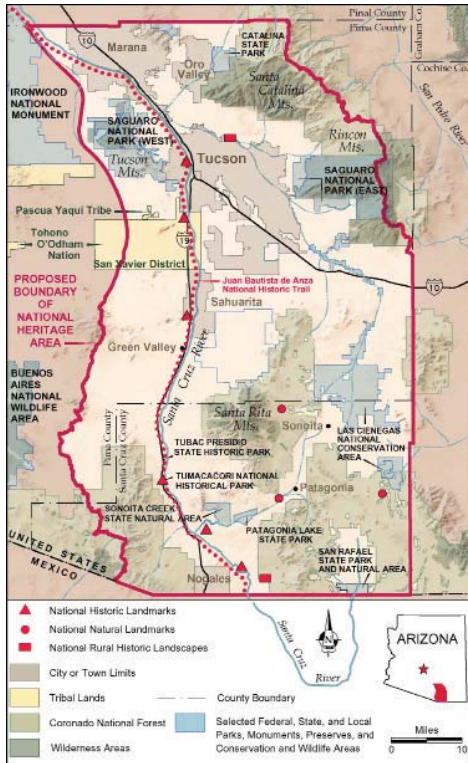 Pinal County
Pima County
Graham Co.
Cochise Co.
10
Marana
Oro
Valley
CATALINA
STATE
PARK
Santa
Catalina
Mts.
San Pedro River
IRONWOOD
NATIONAL
MONUMENT
SAGUARO
NATIONAL
PARK (WEST)
Tucson
Mts.
Tucson
Rincon
Mts.
SAGUARO
NATIONAL
PARK (EAST)
Pascua Yaqui Tribe
Tohono
O'Odham
Nation
San Xavier District
19
PROPOSED
BOUNDARY
OF
NATIONAL
HERITAGE
AREA
Juan Bautista de Anza
National Historic Trail
Sahuarita
10
Green Valley
Santa Cruz River
BUENOS
AIRES
NATIONAL
WILDLIFE
AREA
Pima County
Santa Cruz County
Santa Rita
Mts.
Sonoita
LAS CIENEGAS
NATIONAL
CONSERVATION
AREA
TUBAC PRESIDIO
STATE HISTORIC PARK
TUMACACORI NATIONAL
HISTORICAL PARK
SONOITA CREEK
STATE NATURAL AREA
Patagonia
PATAGONIA LAKE
STATE PARK
SAN RAFAEL
STATE PARK
AND NATURAL AREA
UNITED STATES
MEXICO
Nogales
Santa Cruz
River
N
National Historic Landmarks
National Natural Landmarks
National Rural Historic Landscapes
City or Town Limits
Tribal Lands
Coronado National Forest
Wilderness Areas
County Boundary
Selected Federal, State, and Local
Parks, Monuments, Preserves, and
Conservation and Wildlife Areas
ARIZONA
Miles
0
10